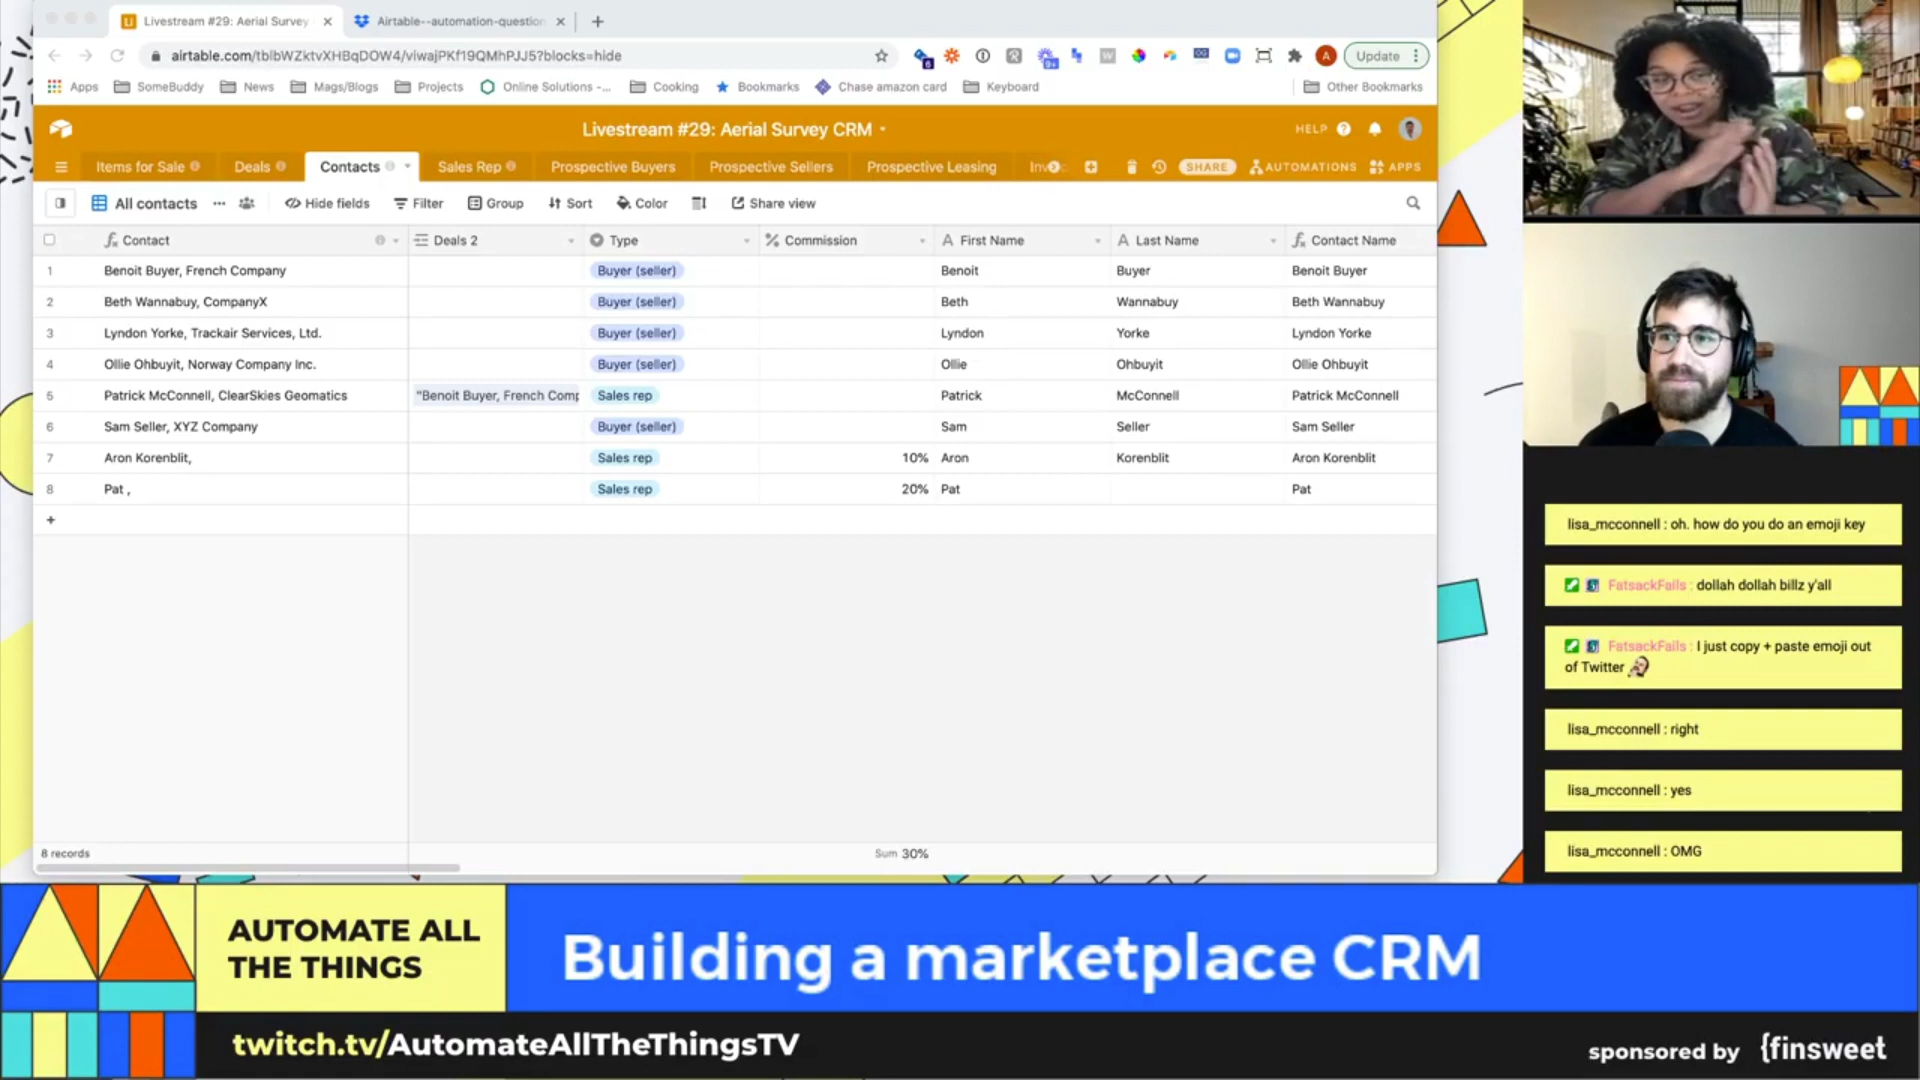 Livestream #29: Aerial Survey
Airtable--automation-question
airtable.com/tblbWZktvXHBqDOW4/viwajPKf19QMhPJJ5?blocks=hide
Update
Apps
SomeBuddy
News
Mags/Blogs
Projects
Online Solutions -...
Cooking
Bookmarks
Chase amazon card
Keyboard
Other Bookmarks
Livestream #29: Aerial Survey CRM
HELP
Items for Sale
Deals
Contacts
Sales Rep
Prospective Buyers
Prospective Sellers
Prospective Leasing
SHARE
AUTOMATIONS
APPS
All contacts
Hide fields
Filter
Group
Sort
Color
Share view
Contact Deals 2 Type Commission First Name Last Name Contact Name
1 Benoit Buyer, French Company Buyer (seller) Benoit Buyer Benoit Buyer
2 Beth Wannabuy, CompanyX Buyer (seller) Beth Wannabuy Beth Wannabuy
3 Lyndon Yorke, Trackair Services, Ltd. Buyer (seller) Lyndon Yorke Lyndon Yorke
4 Ollie Ohbuyit, Norway Company Inc. Buyer (seller) Ollie Ohbuyit Ollie Ohbuyit
5 Patrick McConnell, ClearSkies Geomatics "Benoit Buyer, French Comp Sales rep Patrick McConnell Patrick McConnell
6 Sam Seller, XYZ Company Buyer (seller) Sam Seller Sam Seller
7 Aron Korenblit, Sales rep 10% Aron Korenblit Aron Korenblit
8 Pat , Sales rep 20% Pat Pat
+
8 records
Sum 30%
lisa_mcconnell : oh. how do you do an emoji key
FatsackFails : dollah dollah billz y'all
FatsackFails : I just copy + paste emoji out
of Twitter
lisa_mcconnell : right
lisa_mcconnell : yes
lisa_mcconnell : OMG
AUTOMATE ALL
THE THINGS
Building a marketplace CRM
twitch.tv/AutomateAllTheThingsTV
sponsored by {finsweet